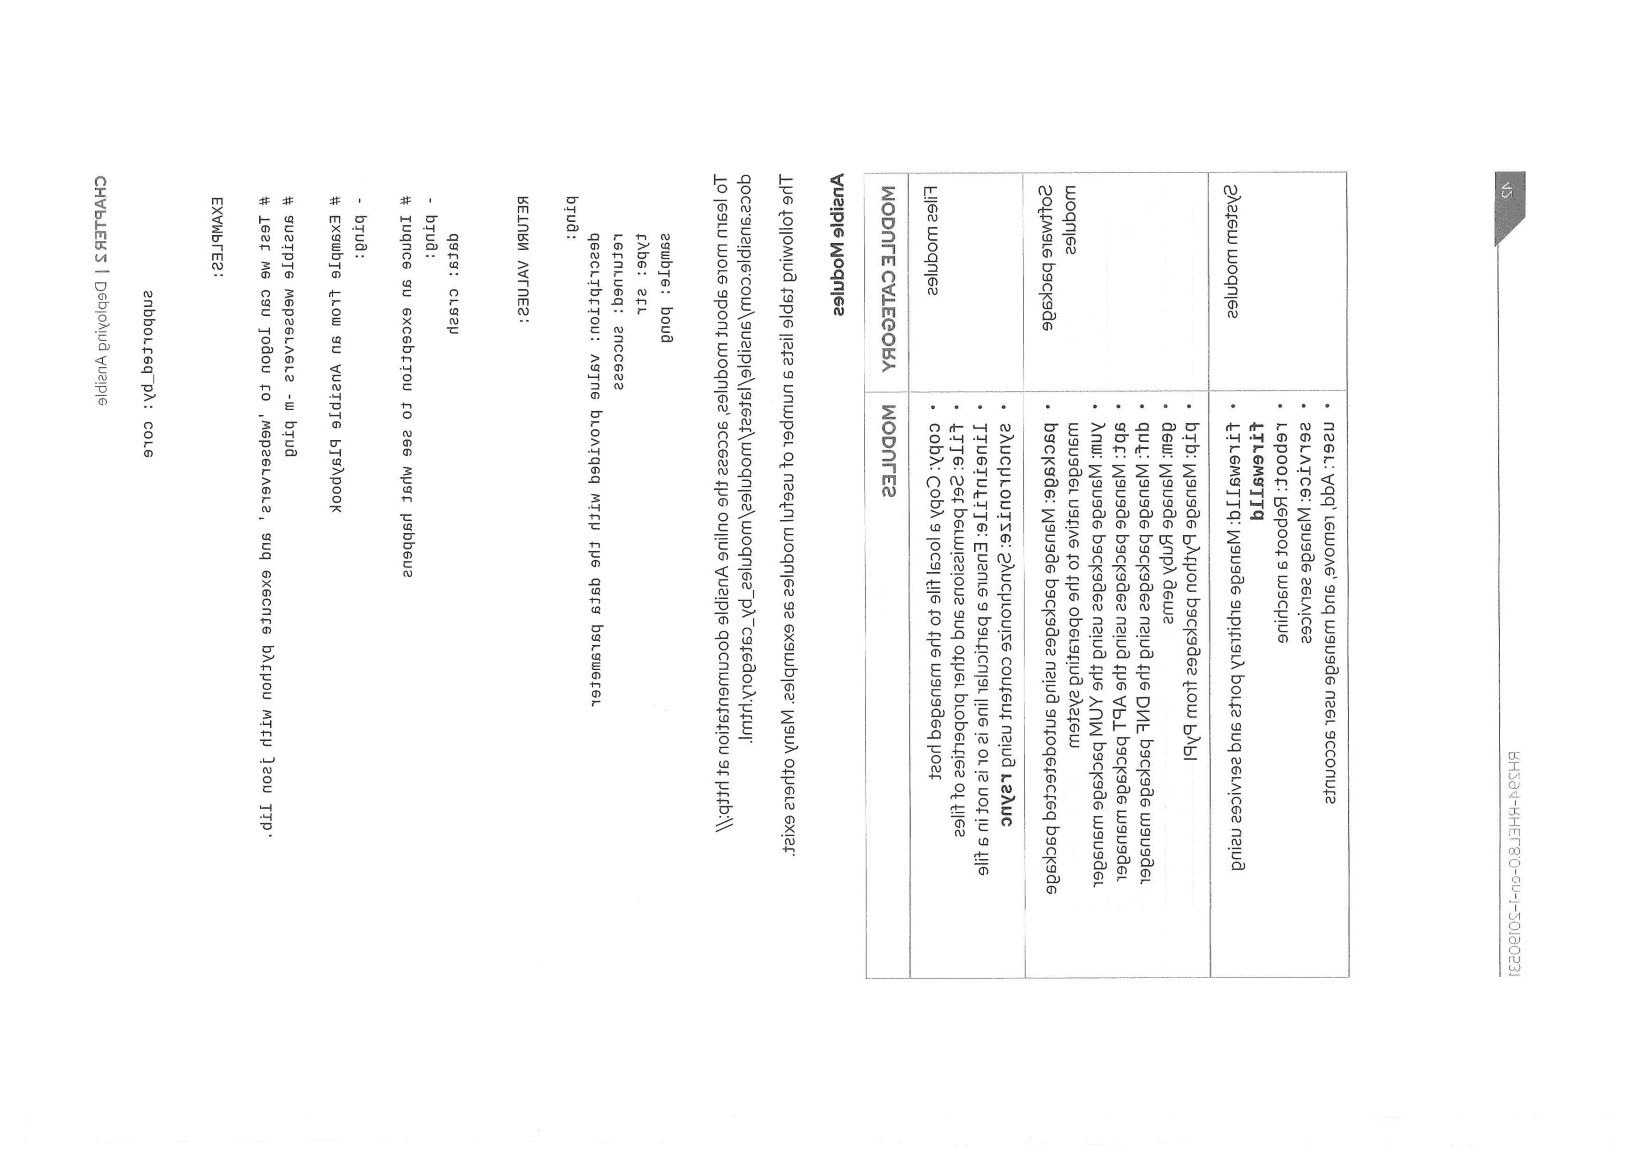 CHAPTER 2 | Deploying Ansible
supported_by: core
EXAMPLES:
# Test we can logon to 'webservers' and execute python with json lib.
# ansible webservers -m ping
# Example from an Ansible Playbook
- ping:
# Induce an exception to see what happens
- ping:
data: crash
RETURN VALUES:
ping:
description: value provided with the data parameter
returned: success
type: str
sample: pong
To learn more about modules, access the online Ansible documentation at http://
docs.ansible.com/ansible/latest/modules/modules_by_category.html.
The following table lists a number of useful modules as examples. Many others exist.
Ansible Modules
MODULE CATEGORY
MODULES
Files modules
• copy: Copy a local file to the managed host
• file: Set permissions and other properties of files
• lineinfile: Ensure a particular line is or is not in a file
• synchronize: Synchronize content using rsync
Software package
modules
• package: Manage packages using autodetected package
manager native to the operating system
• yum: Manage packages using the YUM package manager
• apt: Manage packages using the APT package manager
• dnf: Manage packages using the DNF package manager
• gem: Manage Ruby gems
• pip: Manage Python packages from PyPI
System modules
• firewalld: Manage arbitrary ports and services using
firewalld
• reboot: Reboot a machine
• service: Manage services
• user: Add, remove, and manage user accounts
RH294-RHEL8.0-en-1-20190531